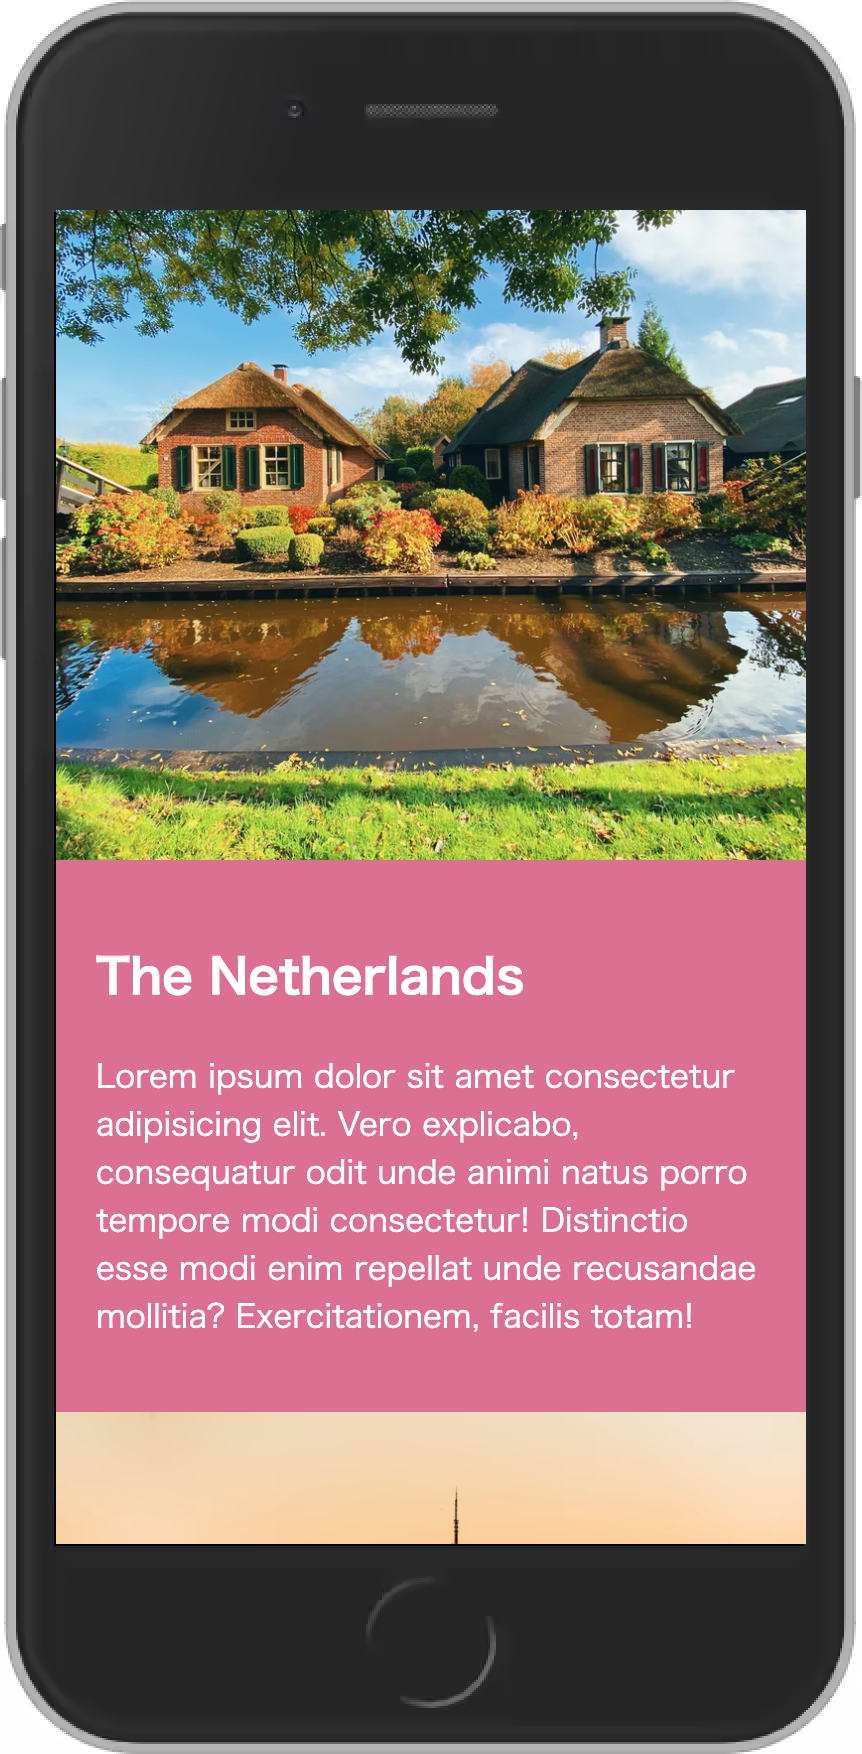 The Netherlands
Lorem ipsum dolor sit amet consectetur
adipisicing elit. Vero explicabo,
consequatur odit unde animi natus porro
tempore modi consectetur! Distinctio
esse modi enim repellat unde recusandae
mollitia? Exercitationem, facilis totam!